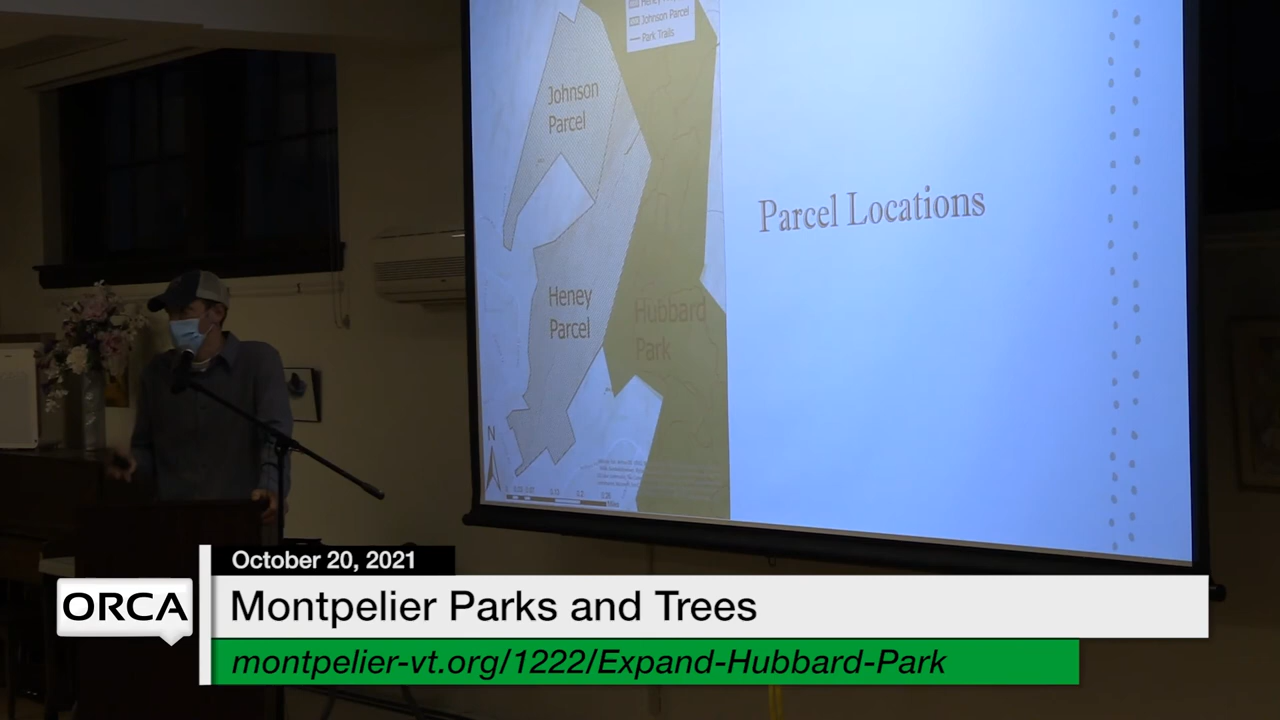 Johnson Parcel
Park Trails
Johnson
Parcel
Parcel Locations
Heney
Parcel
Hubbard
Park
N
October 20, 2021
ORCA
Montpelier Parks and Trees
montpelier-vt.org/1222/Expand-Hubbard-Park